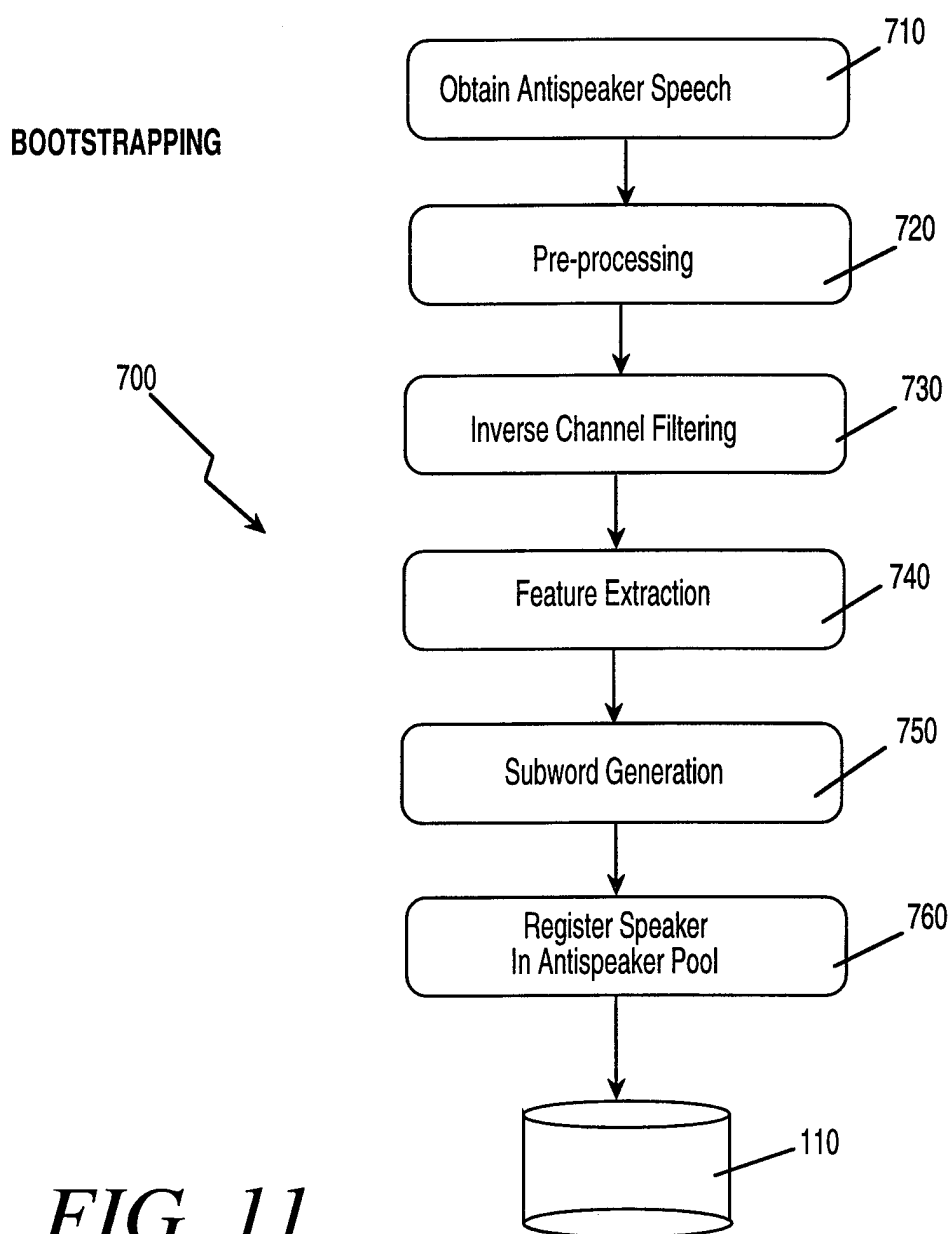 710
Obtain Antispeaker Speech
BOOTSTRAPPING
720
Pre-processing
700
730
Inverse Channel Filtering
740
Feature Extraction
750
Subword Generation
760
Register Speaker
In Antispeaker Pool
110
FIG. 11